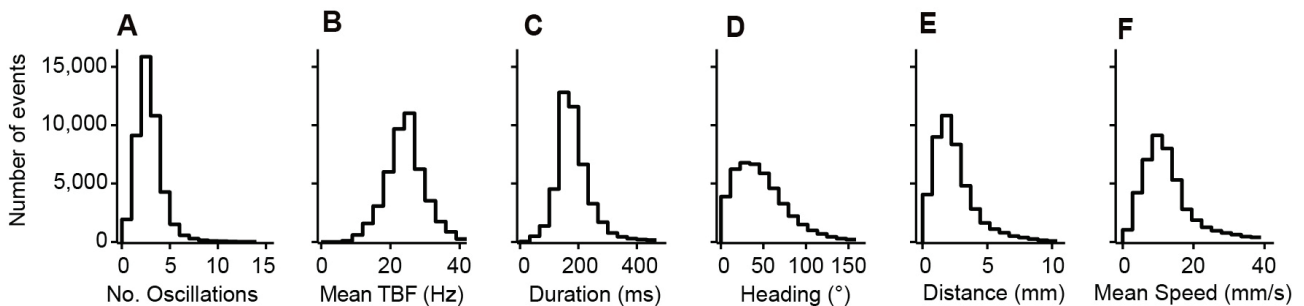 A B C D E F
Number of events
15,000
10,000
5,000
0
0 5 10 15
No. Oscillations
0 20 40
Mean TBF (Hz)
0 200 400
Duration (ms)
0 50 100 150
Heading (°)
0 5 10
Distance (mm)
0 20 40
Mean Speed (mm/s)